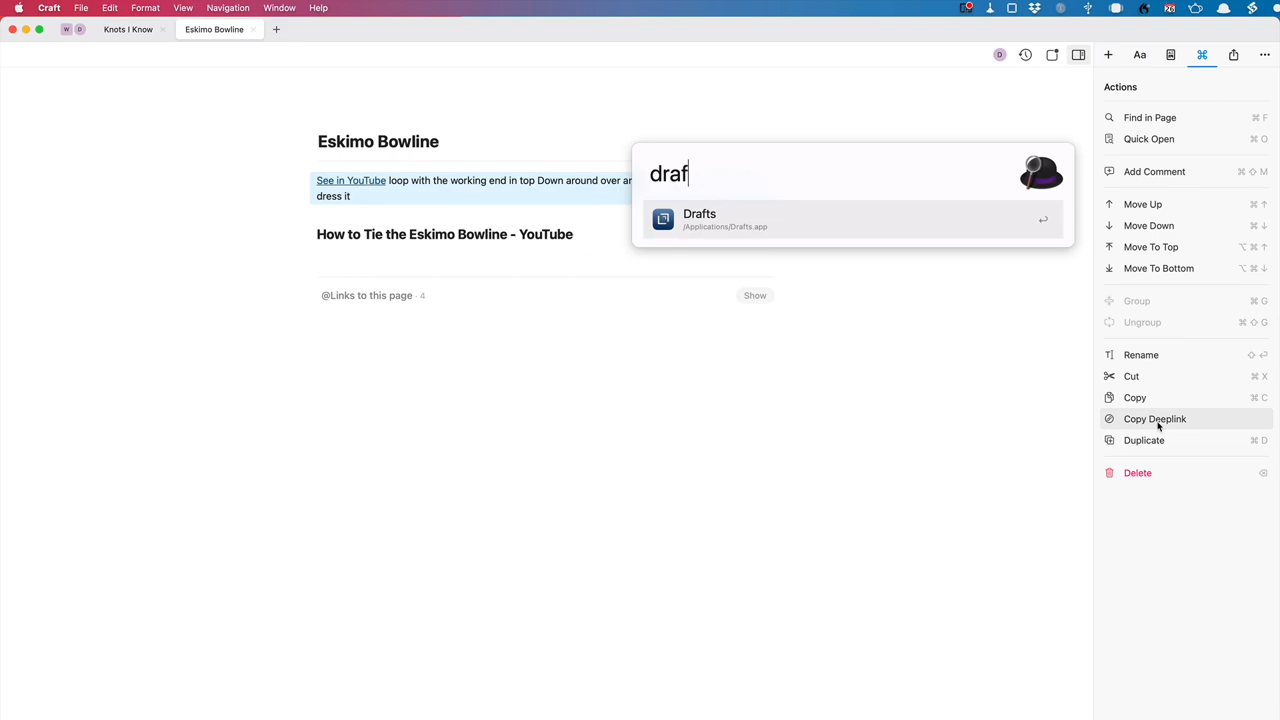 Craft File Edit Format View Navigation Window Help
W D Knots I Know Eskimo Bowline
D Aa
Actions
Find in Page ⌘ F
Quick Open ⌘ O
Add Comment ⌘ ⇧ M
Move Up ⌘ ↑
Move Down ⌘ ↓
Move To Top ⌥ ⌘ ↑
Move To Bottom ⌥ ⌘ ↓
Group ⌘ G
Ungroup ⌘ ⇧ G
Rename ⇧ ⏎
Cut ⌘ X
Copy ⌘ C
Copy Deeplink
Duplicate ⌘ D
Delete
Eskimo Bowline
See in YouTube loop with the working end in top Down around over
dress it
How to Tie the Eskimo Bowline - YouTube
@Links to this page · 4 Show
draf
Drafts
/Applications/Drafts.app